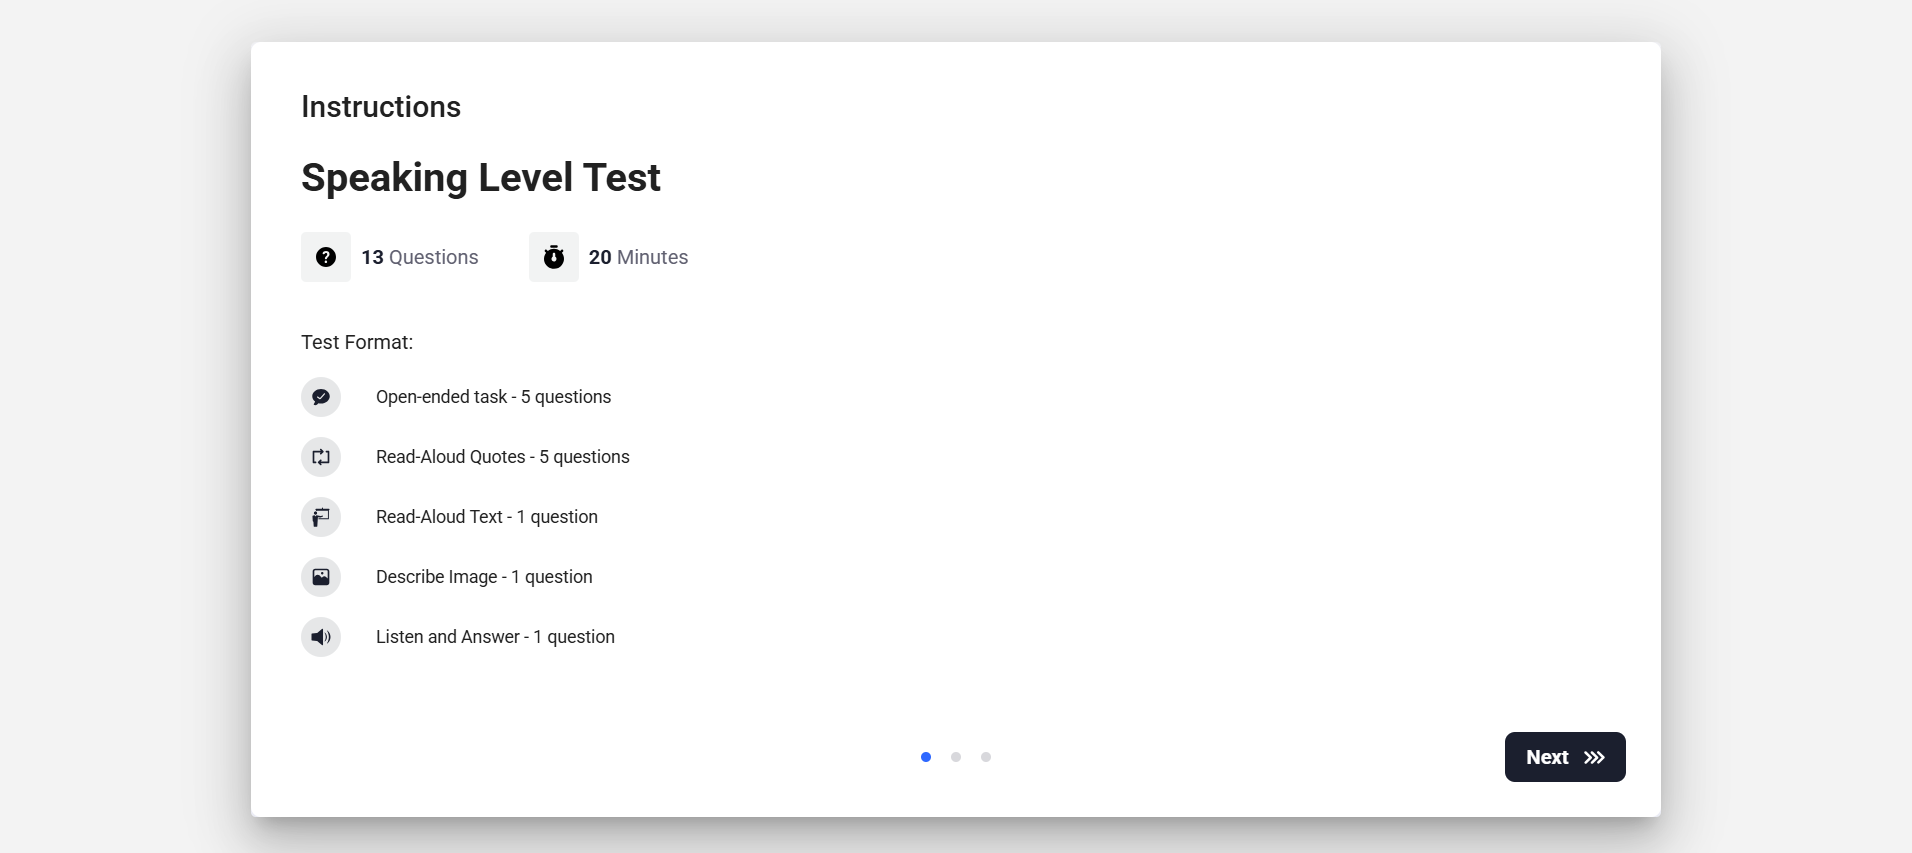 Instructions
Speaking Level Test
13 Questions
20 Minutes
Test Format:
Open-ended task - 5 questions
Read-Aloud Quotes - 5 questions
Read-Aloud Text - 1 question
Describe Image - 1 question
Listen and Answer - 1 question
Next